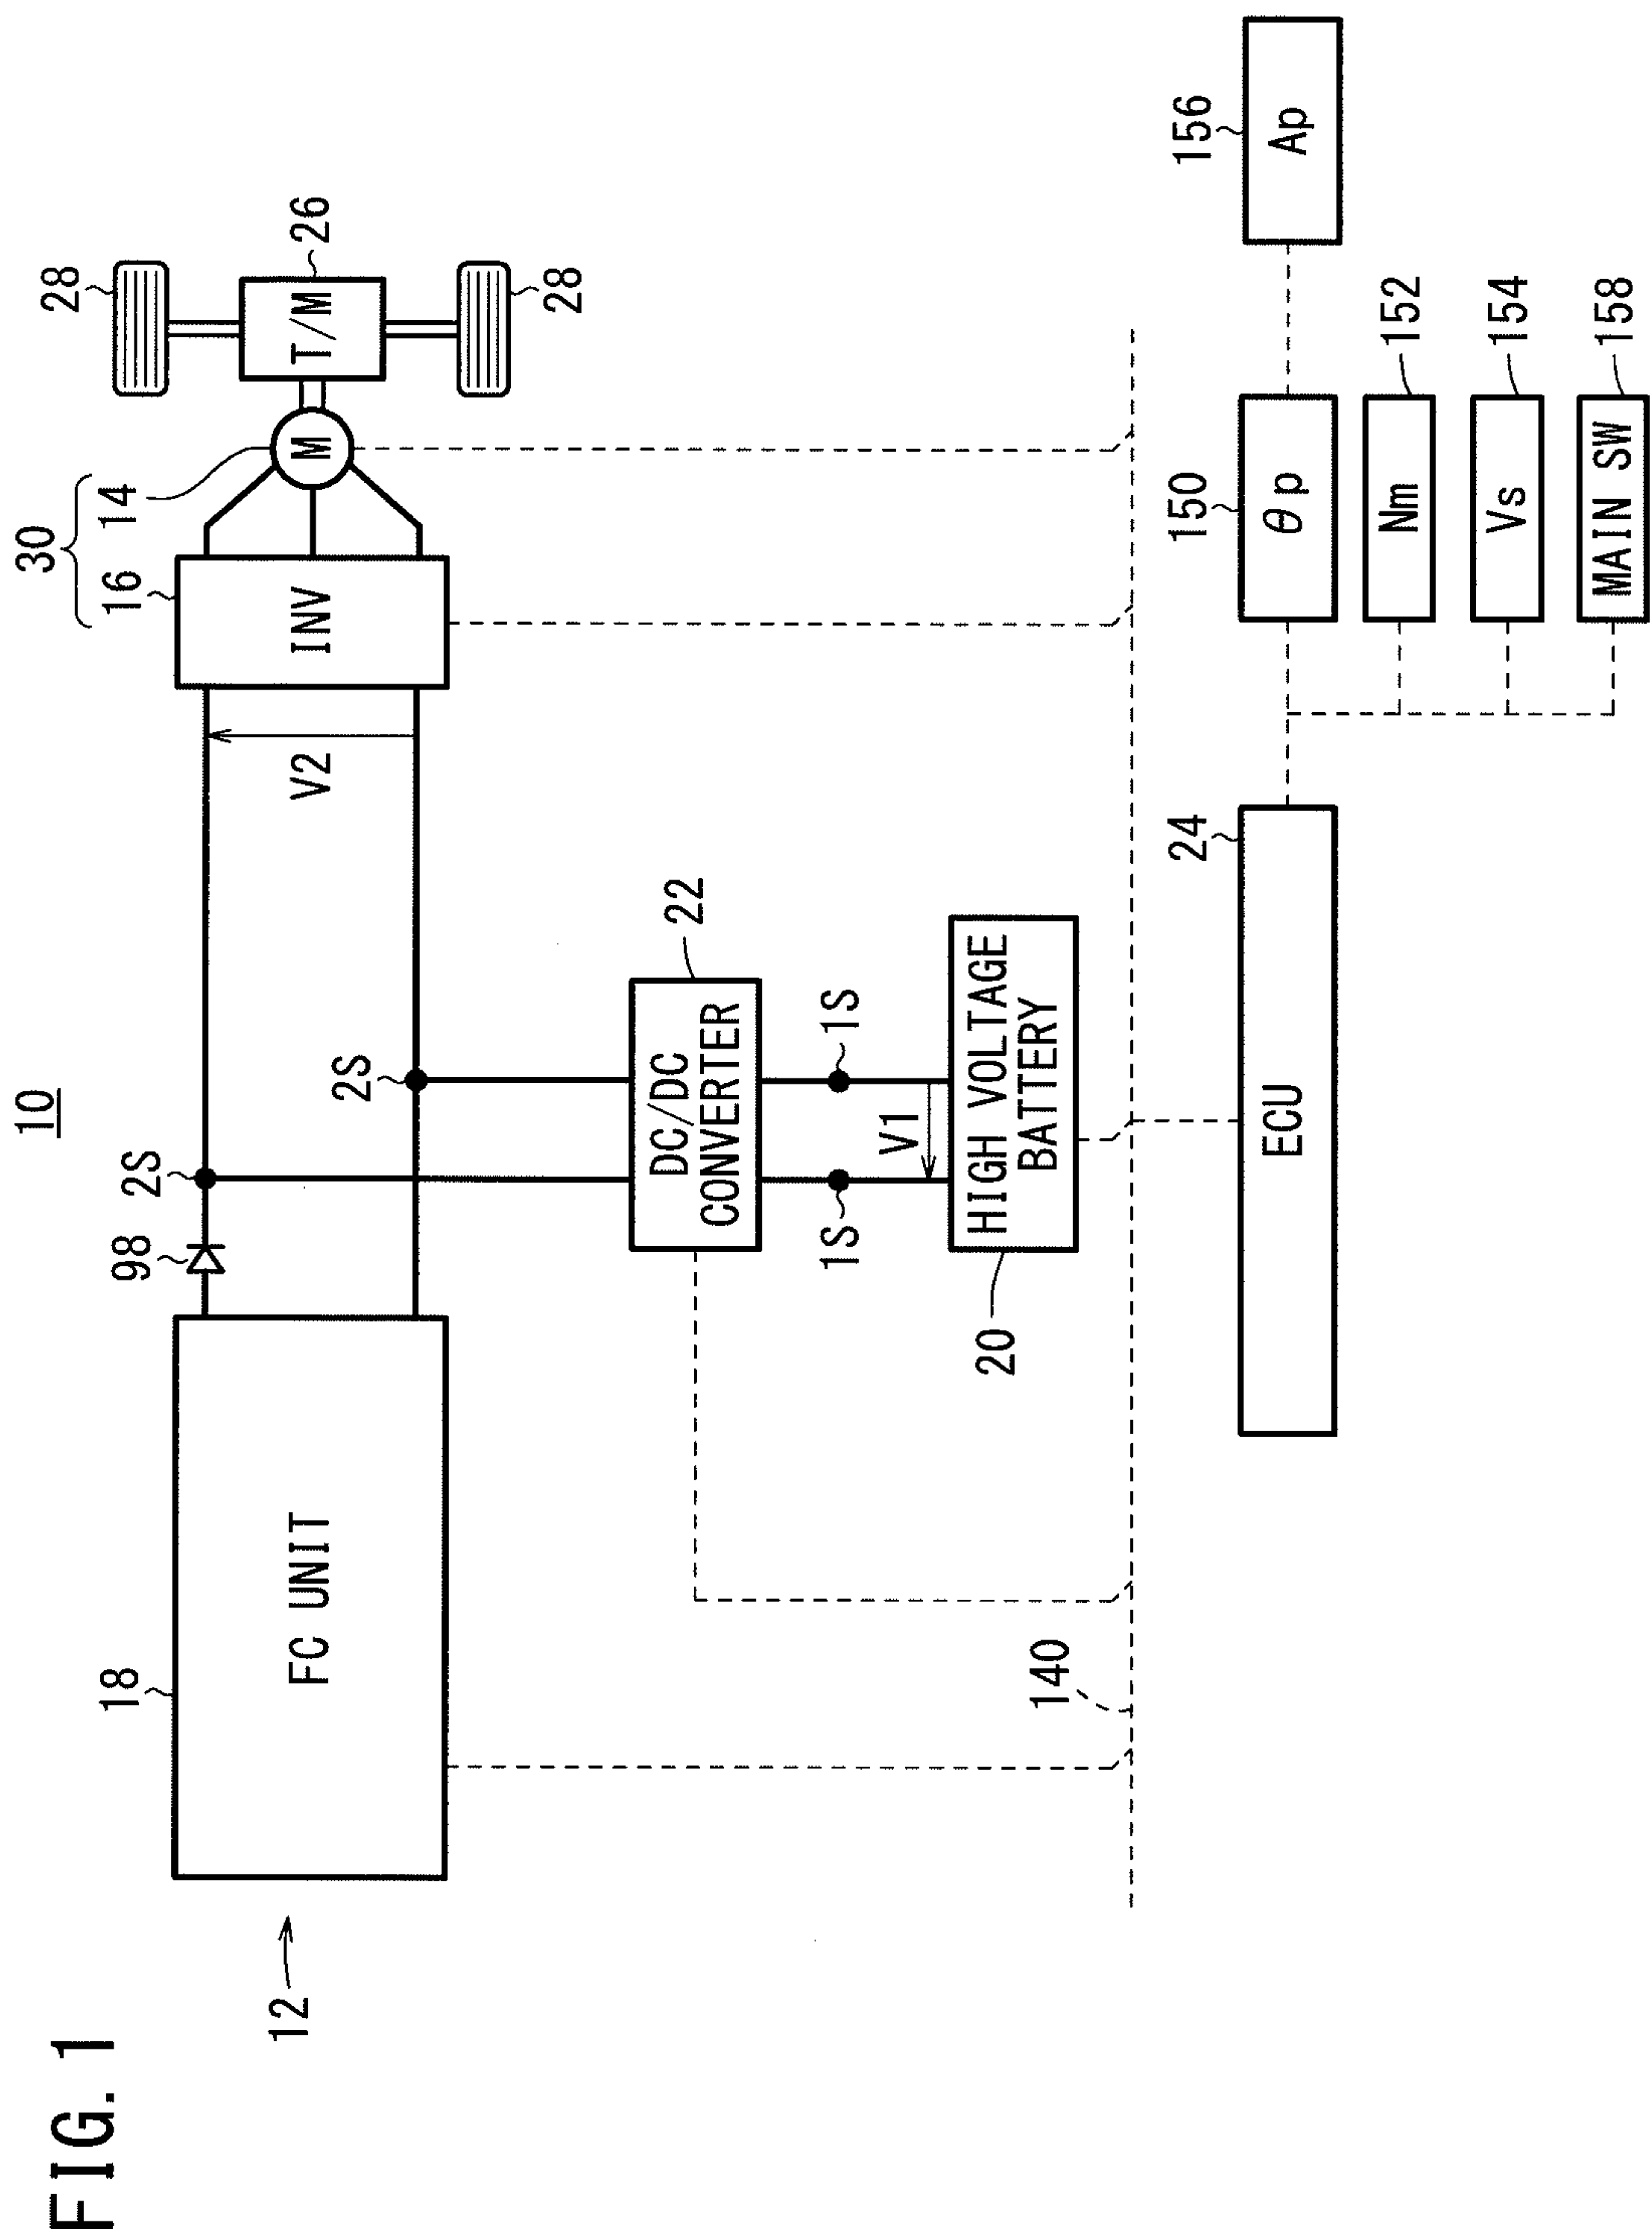 FIG. 1
10
12
18
FC UNIT
98
2S
2S
V2
30
16
14
INV
M
28
T/M
26
28
22
DC/DC
CONVERTER
1S
1S
V1
20
HIGH VOLTAGE
BATTERY
140
24
ECU
150
θp
156
Ap
Nm
152
Vs
154
MAIN SW
158